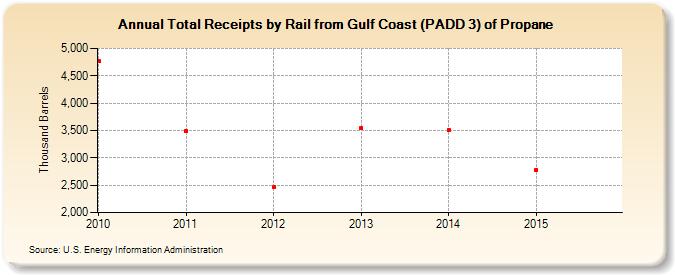 Annual Total Receipts by Rail from Gulf Coast (PADD 3) of Propane
Thousand Barrels
5,000
4,500
4,000
3,500
3,000
2,500
2,000
2010 2011 2012 2013 2014 2015
Source: U.S. Energy Information Administration